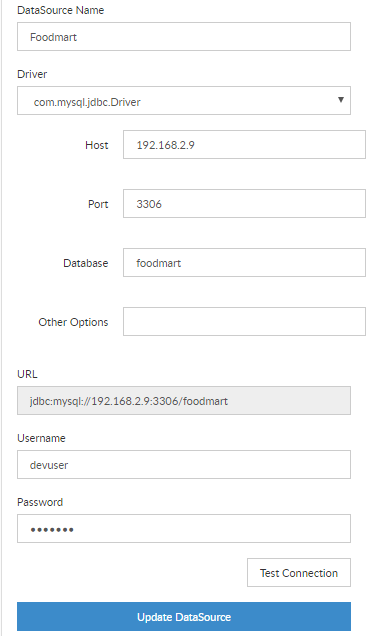 DataSource Name
Foodmart
Driver
com.mysql.jdbc.Driver
Host
192.168.2.9
Port
3306
Database
foodmart
Other Options
URL
jdbc:mysql://192.168.2.9:3306/foodmart
Username
devuser
Password
•••••••
Test Connection
Update DataSource